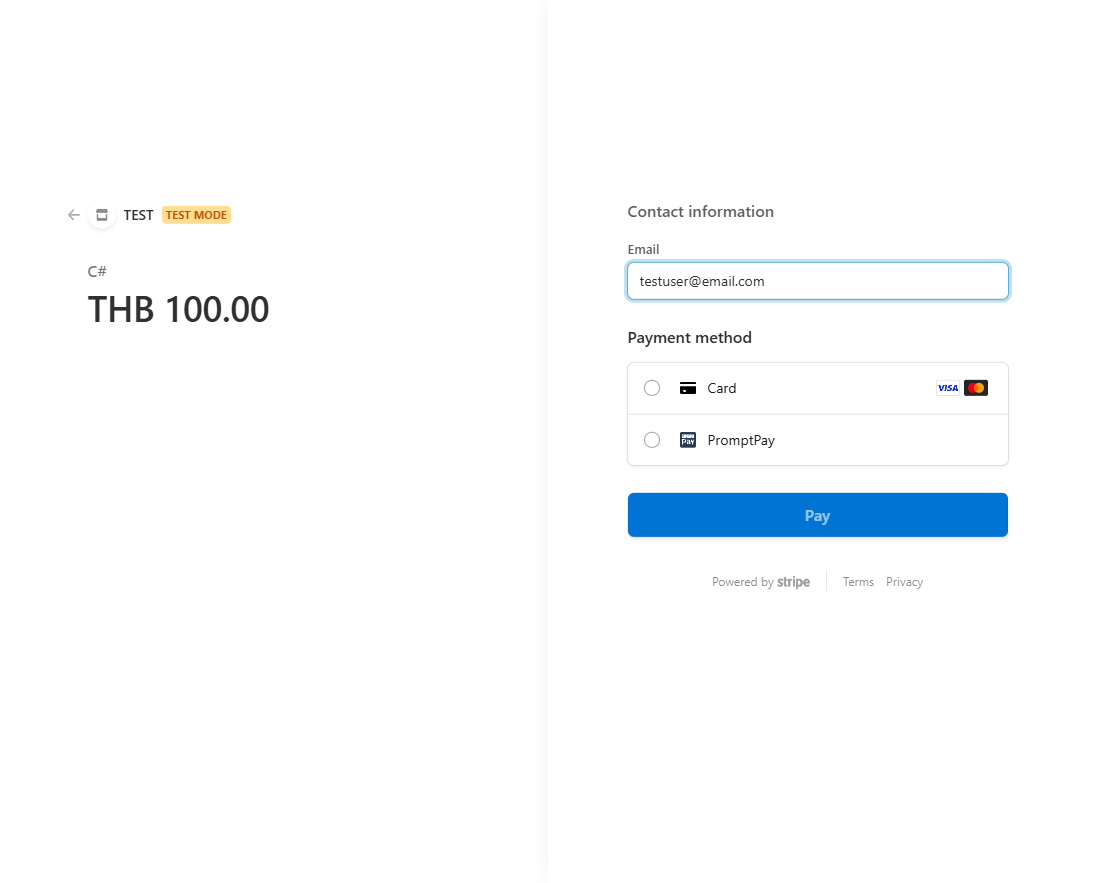 TEST TEST MODE
C#
THB 100.00
Contact information
Email
testuser@email.com
Payment method
Card VISA
PromptPay
Pay
Powered by stripe Terms Privacy